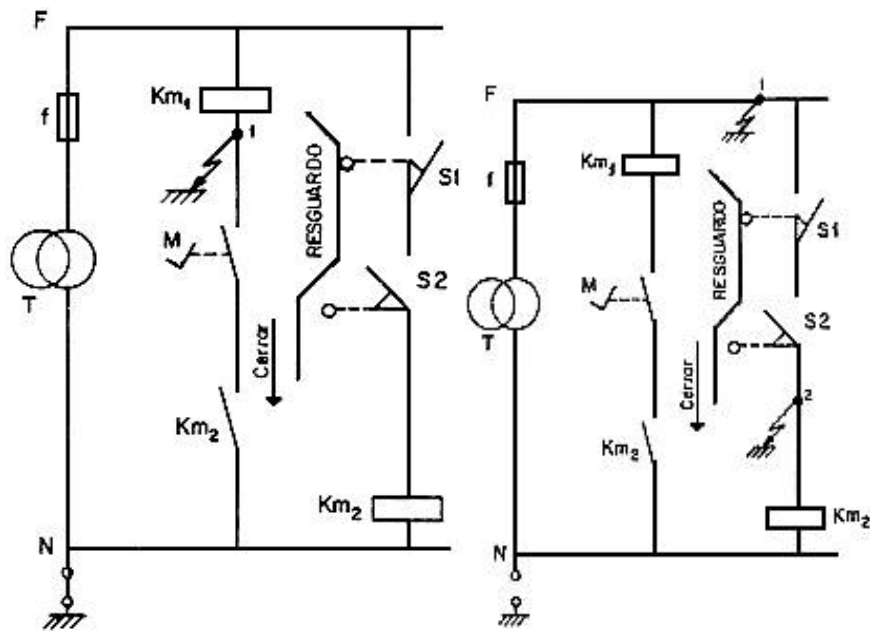 F
Km1
f
1
RESGUARDO
S1
M
S2
T
Cerrar
Km2
Km2
N
1
F
Km1
f
RESGUARDO
S1
M
S2
T
Cerrar
2
Km2
Km2
N